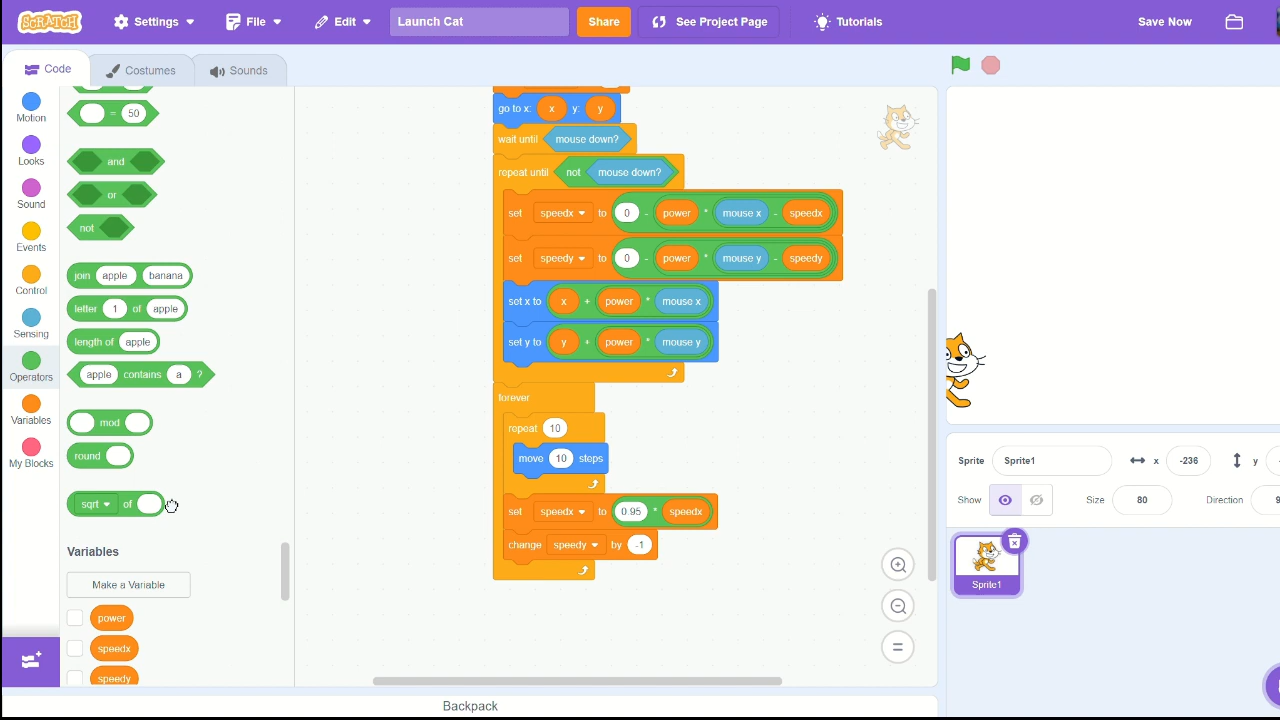 SCRATCH Settings File Edit Launch Cat Share See Project Page Tutorials Save Now
Code Costumes Sounds
Motion
Looks
Sound
Events
Control
Sensing
Operators
Variables
My Blocks
= 50
and
or
not
join apple banana
letter 1 of apple
length of apple
apple contains a ?
mod
round
sqrt of
Variables
Make a Variable
power
speedx
speedy
go to x: x y: y
wait until mouse down?
repeat until not mouse down?
set speedx to 0 - power * mouse x - speedx
set speedy to 0 - power * mouse y - speedy
set x to x + power * mouse x
set y to y + power * mouse y
forever
repeat 10
move 10 steps
set speedx to 0.95 * speedx
change speedy by -1
Sprite Sprite1 x -236 y
Show Size 80 Direction 9
Sprite1
Backpack